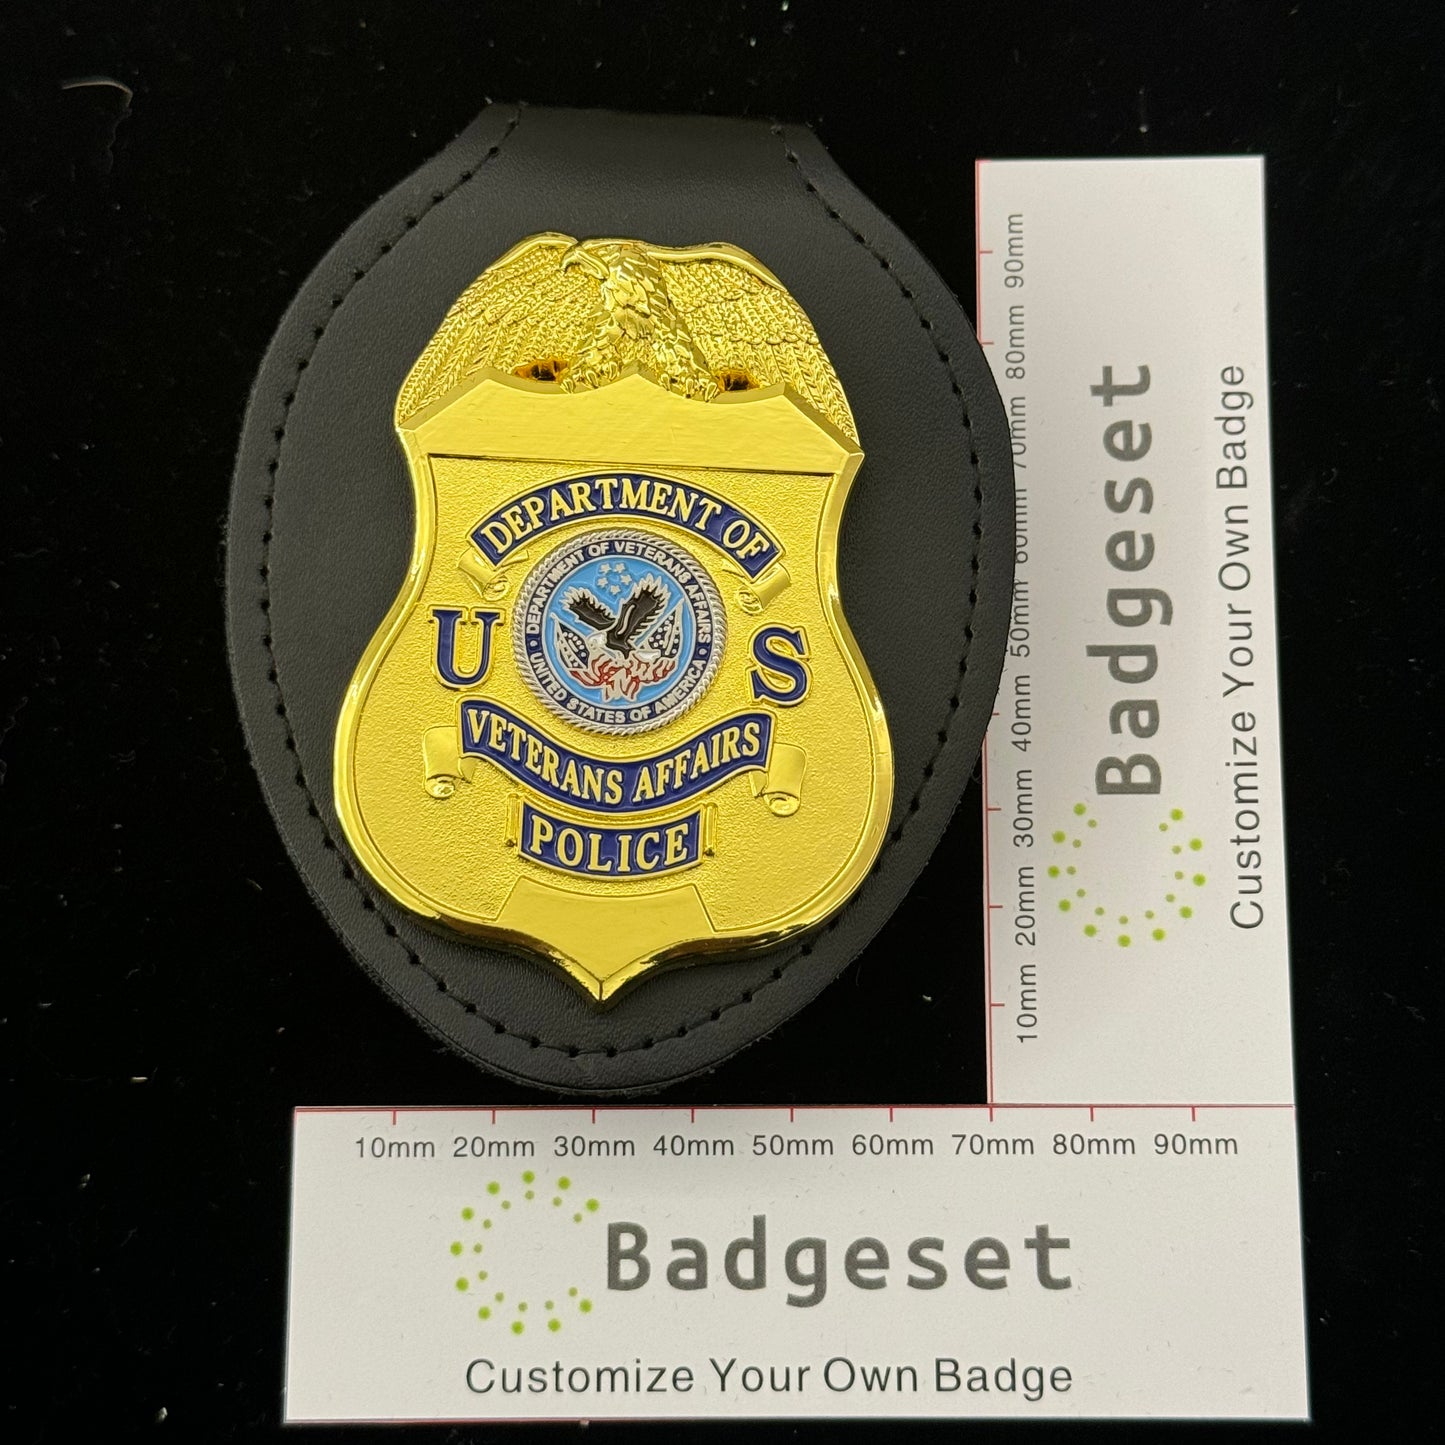 DEPARTMENT OF
DEPARTMENT OF VETERANS AFFAIRS
U S
UNITED STATES OF AMERICA
VETERANS AFFAIRS
POLICE
90mm
80mm
70mm
60mm
50mm
40mm
30mm
20mm
10mm
Badgeset
Customize Your Own Badge
10mm 20mm 30mm 40mm 50mm 60mm 70mm 80mm 90mm
Badgeset
Customize Your Own Badge